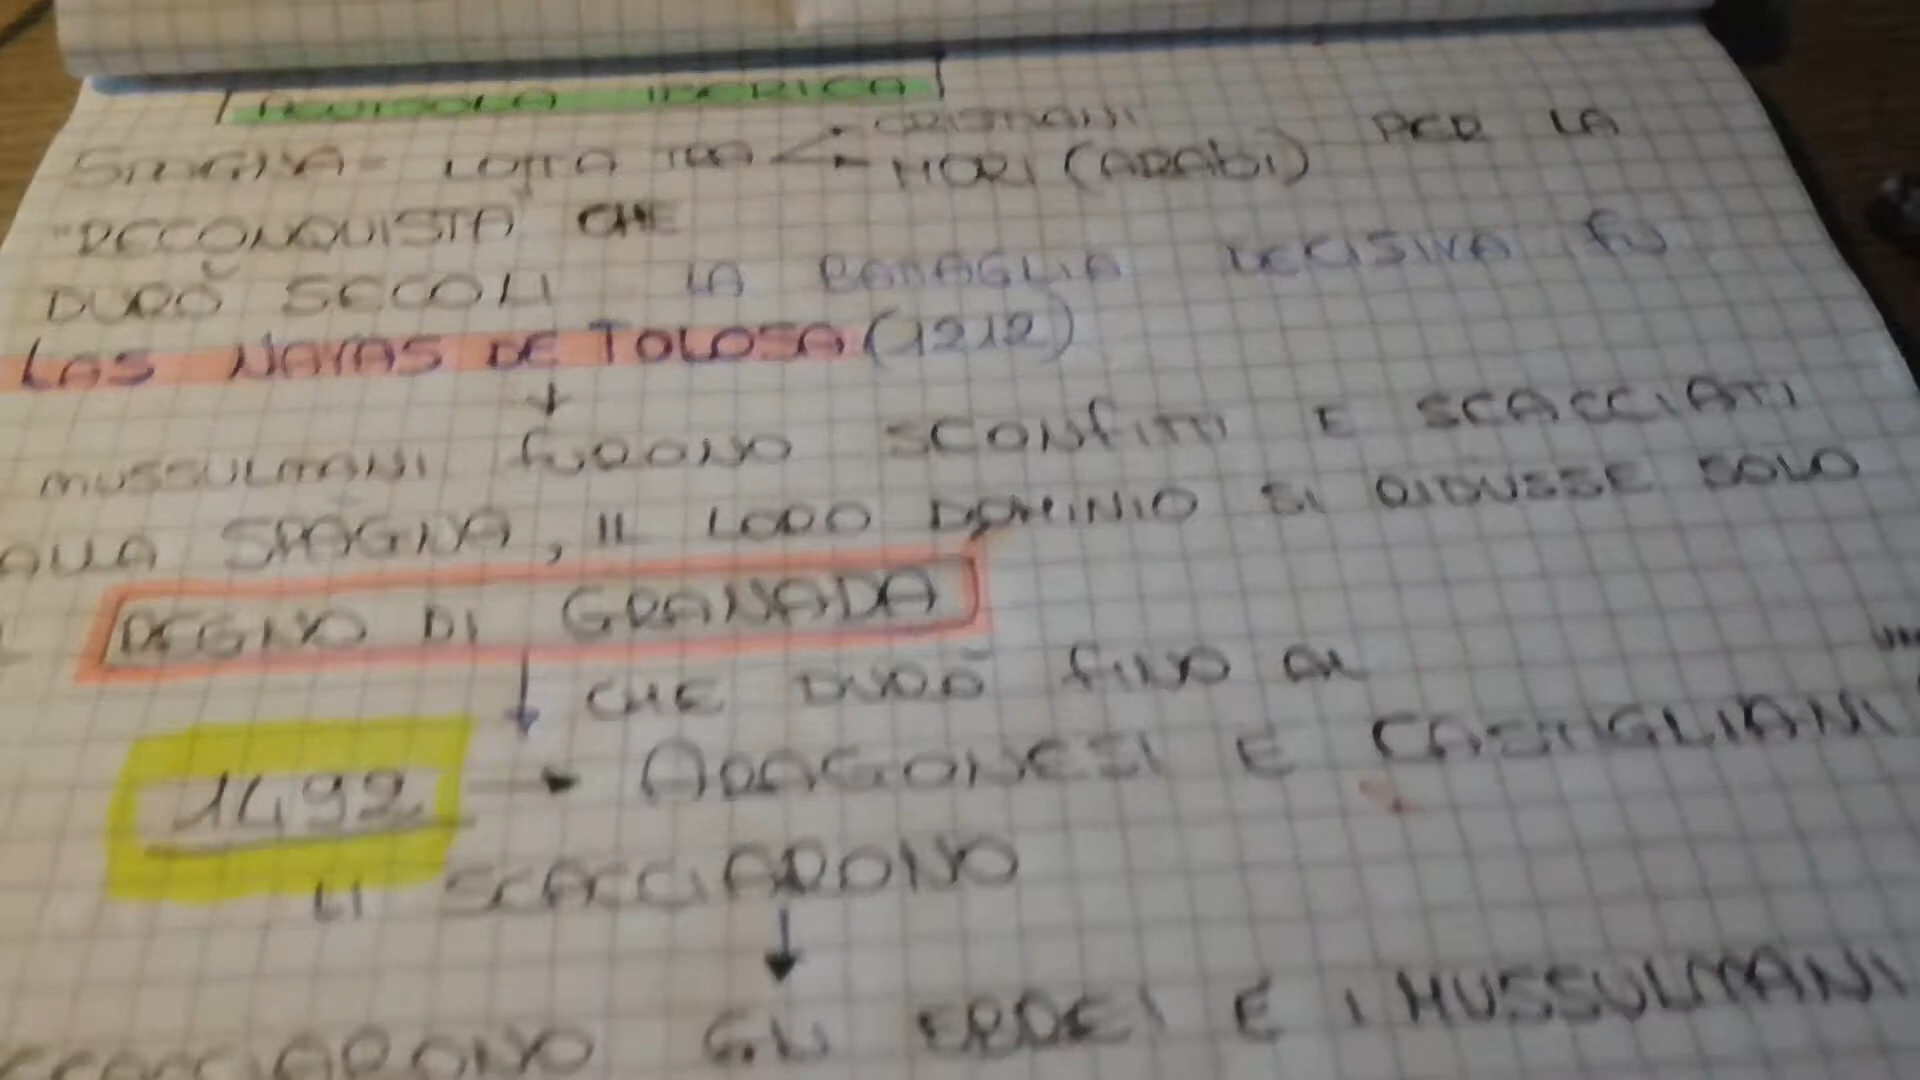 PENISOLA IBERICA
SPAGNA = LOTTA TRA CRISTIANI
MORI (ARABI) PER LA
"RECONQUISTA" CHE
DURÒ SECOLI LA BATTAGLIA DECISIVA FU
LAS NAVAS DE TOLOSA (1212)
MUSSULMANI FURONO SCONFITTI E SCACCIATI
DALLA SPAGNA, IL LORO DOMINIO SI RIDUSSE SOLO
REGNO DI GRANADA
CHE DURÒ FINO AL
1492 → ARAGONESI E CASTIGLIANI
LI SCACCIARONO
SCACCIARONO GLI EBREI E I MUSSULMANI